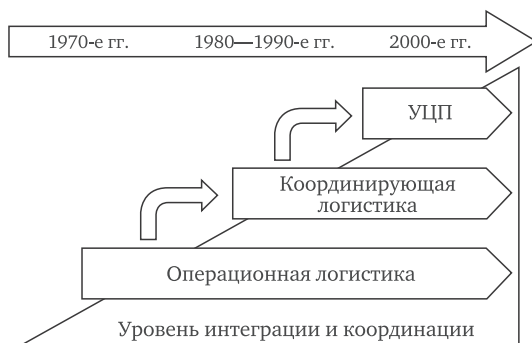 1970-е гг. 1980—1990-е гг. 2000-е гг.
УЦП
Координирующая
логистика
Операционная логистика
Уровень интеграции и координации